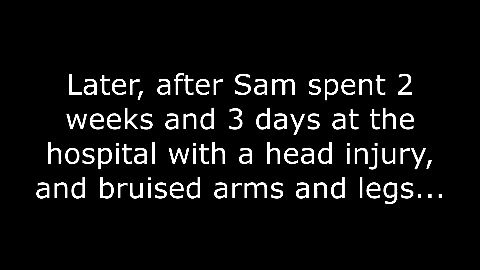 Later, after Sam spent 2
weeks and 3 days at the
hospital with a head injury,
and bruised arms and legs...